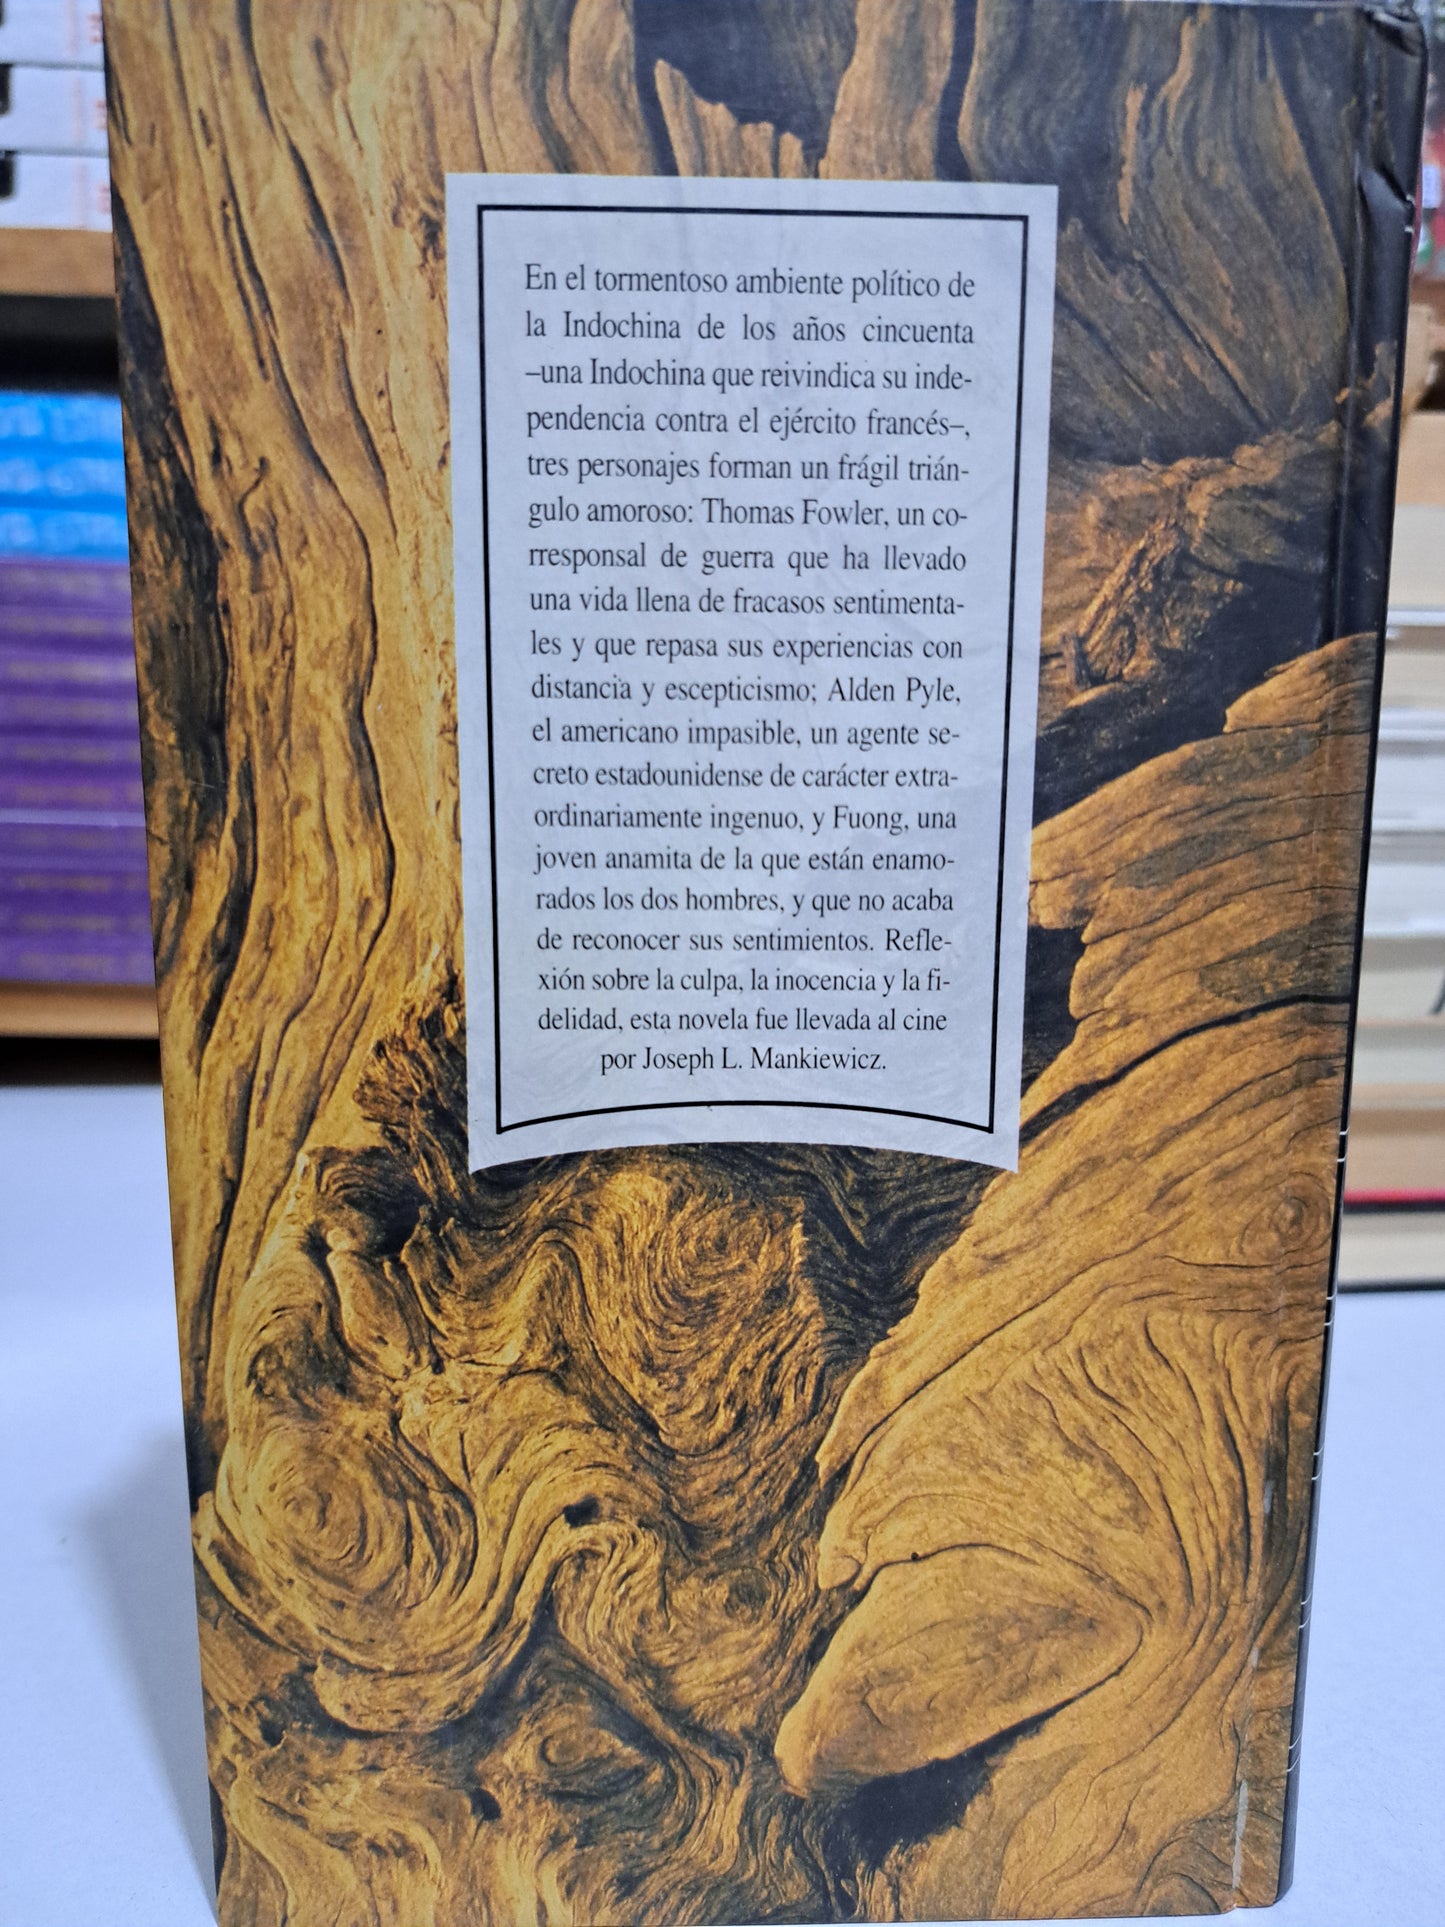 En el tormentoso ambiente político de
la Indochina de los años cincuenta
–una Indochina que reivindica su inde-
pendencia contra el ejército francés–,
tres personajes forman un frágil trián-
gulo amoroso: Thomas Fowler, un co-
rresponsal de guerra que ha llevado
una vida llena de fracasos sentimenta-
les y que repasa sus experiencias con
distancia y escepticismo; Alden Pyle,
el americano impasible, un agente se-
creto estadounidense de carácter extra-
ordinariamente ingenuo, y Fuong, una
joven anamita de la que están enamo-
rados los dos hombres, y que no acaba
de reconocer sus sentimientos. Refle-
xión sobre la culpa, la inocencia y la fi-
delidad, esta novela fue llevada al cine
por Joseph L. Mankiewicz.